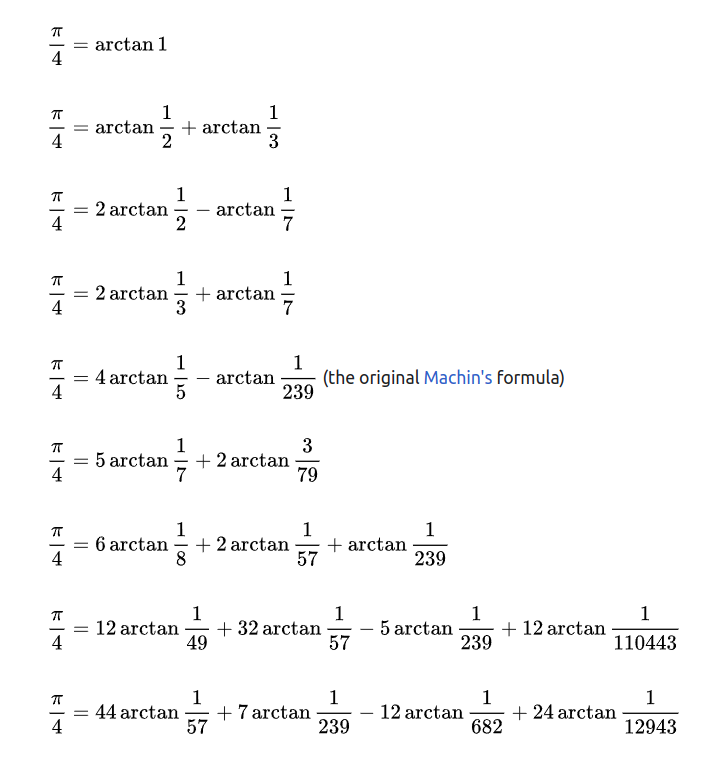 π/4 = arctan 1
π/4 = arctan 1/2 + arctan 1/3
π/4 = 2 arctan 1/2 − arctan 1/7
π/4 = 2 arctan 1/3 + arctan 1/7
π/4 = 4 arctan 1/5 − arctan 1/239 (the original Machin's formula)
π/4 = 5 arctan 1/7 + 2 arctan 3/79
π/4 = 6 arctan 1/8 + 2 arctan 1/57 + arctan 1/239
π/4 = 12 arctan 1/49 + 32 arctan 1/57 − 5 arctan 1/239 + 12 arctan 1/110443
π/4 = 44 arctan 1/57 + 7 arctan 1/239 − 12 arctan 1/682 + 24 arctan 1/12943